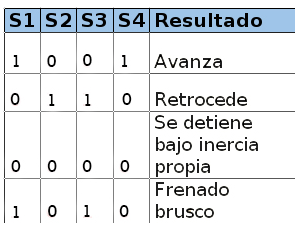 S1 S2 S3 S4 Resultado
1 0 0 1 Avanza
0 1 1 0 Retrocede
Se detiene
bajo inercia
0 0 0 0 propia
Frenado
1 0 1 0 brusco